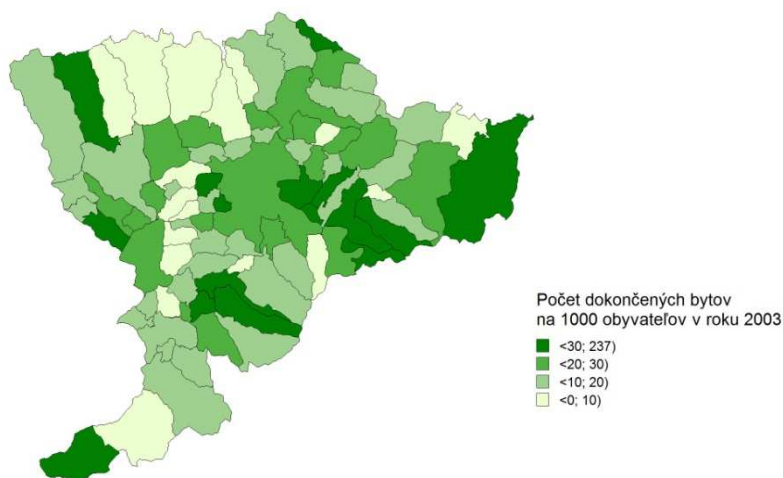 Počet dokončených bytov
na 1000 obyvateľov v roku 2003
<30; 237)
<20; 30)
<10; 20)
<0; 10)